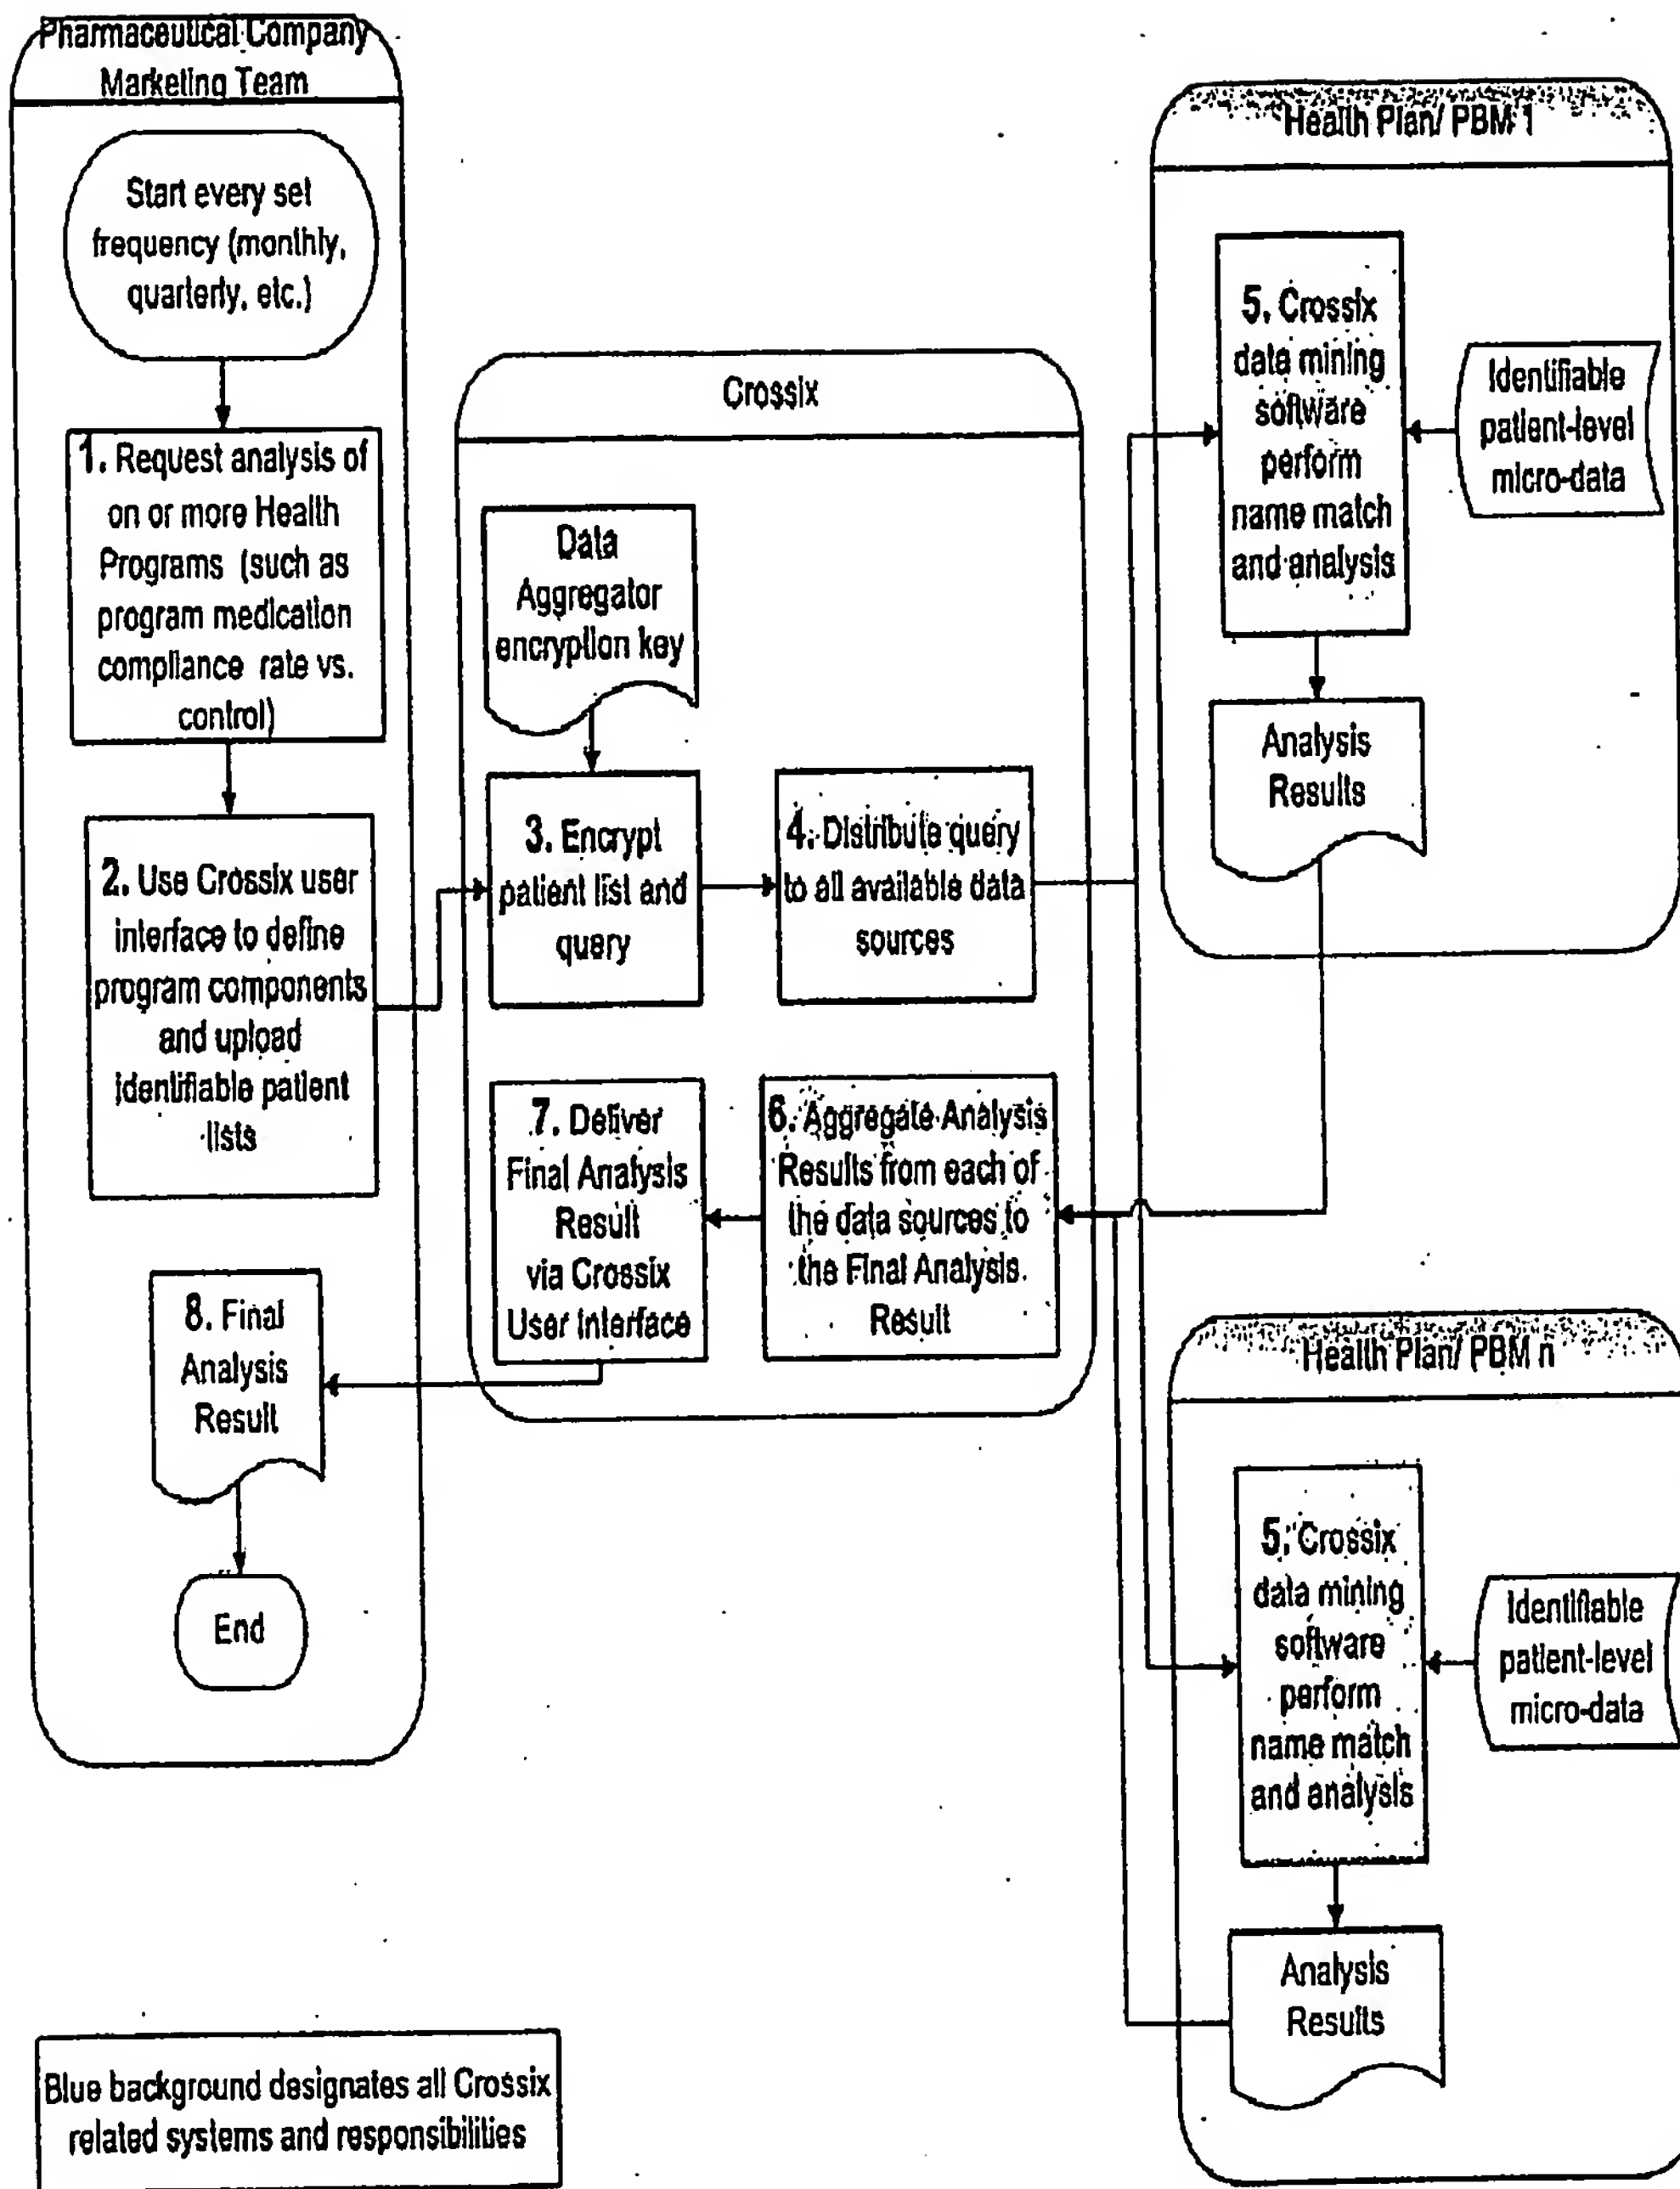 Pharmaceutical Company
Marketing Team
Start every set
frequency (monthly,
quarterly, etc.)
1. Request analysis of
on or more Health
Programs (such as
program medication
compliance rate vs.
control)
2. Use Crossix user
interface to define
program components
and upload
identifiable patient
lists
8. Final
Analysis
Result
End
Crossix
Data
Aggregator
encryption key
3. Encrypt
patient list and
query
4. Distribute query
to all available data
sources
7. Deliver
Final Analysis
Result
via Crossix
User Interface
6. Aggregate Analysis
Results from each of
the data sources to
the Final Analysis.
Result
Health Plan/ PBM 1
5. Crossix
data mining
software
perform
name match
and analysis
Identifiable
patient-level
micro-data
Analysis
Results
Health Plan/ PBM n
5. Crossix
data mining
software
perform
name match
and analysis
Identifiable
patient-level
micro-data
Analysis
Results
Blue background designates all Crossix
related systems and responsibilities